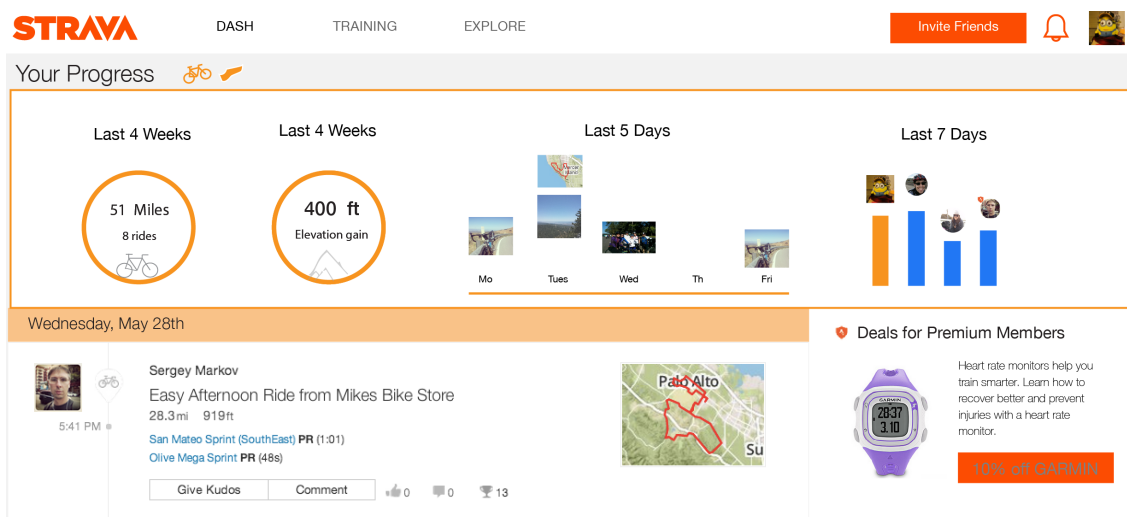 STRAVA
DASH
TRAINING
EXPLORE
Invite Friends
Your Progress
Last 4 Weeks
51 Miles
8 rides
Last 4 Weeks
400 ft
Elevation gain
Last 5 Days
Mo
Tues
Wed
Th
Fri
Last 7 Days
Wednesday, May 28th
Sergey Markov
Easy Afternoon Ride from Mikes Bike Store
28.3mi 919ft
5:41 PM
San Mateo Sprint (SouthEast) PR (1:01)
Olive Mega Sprint PR (48s)
Give Kudos
Comment
0
0
13
Palo Alto
Su
Deals for Premium Members
GARMIN
28:37
3.10
Heart rate monitors help you
train smarter. Learn how to
recover better and prevent
injuries with a heart rate
monitor.
10% off GARMIN